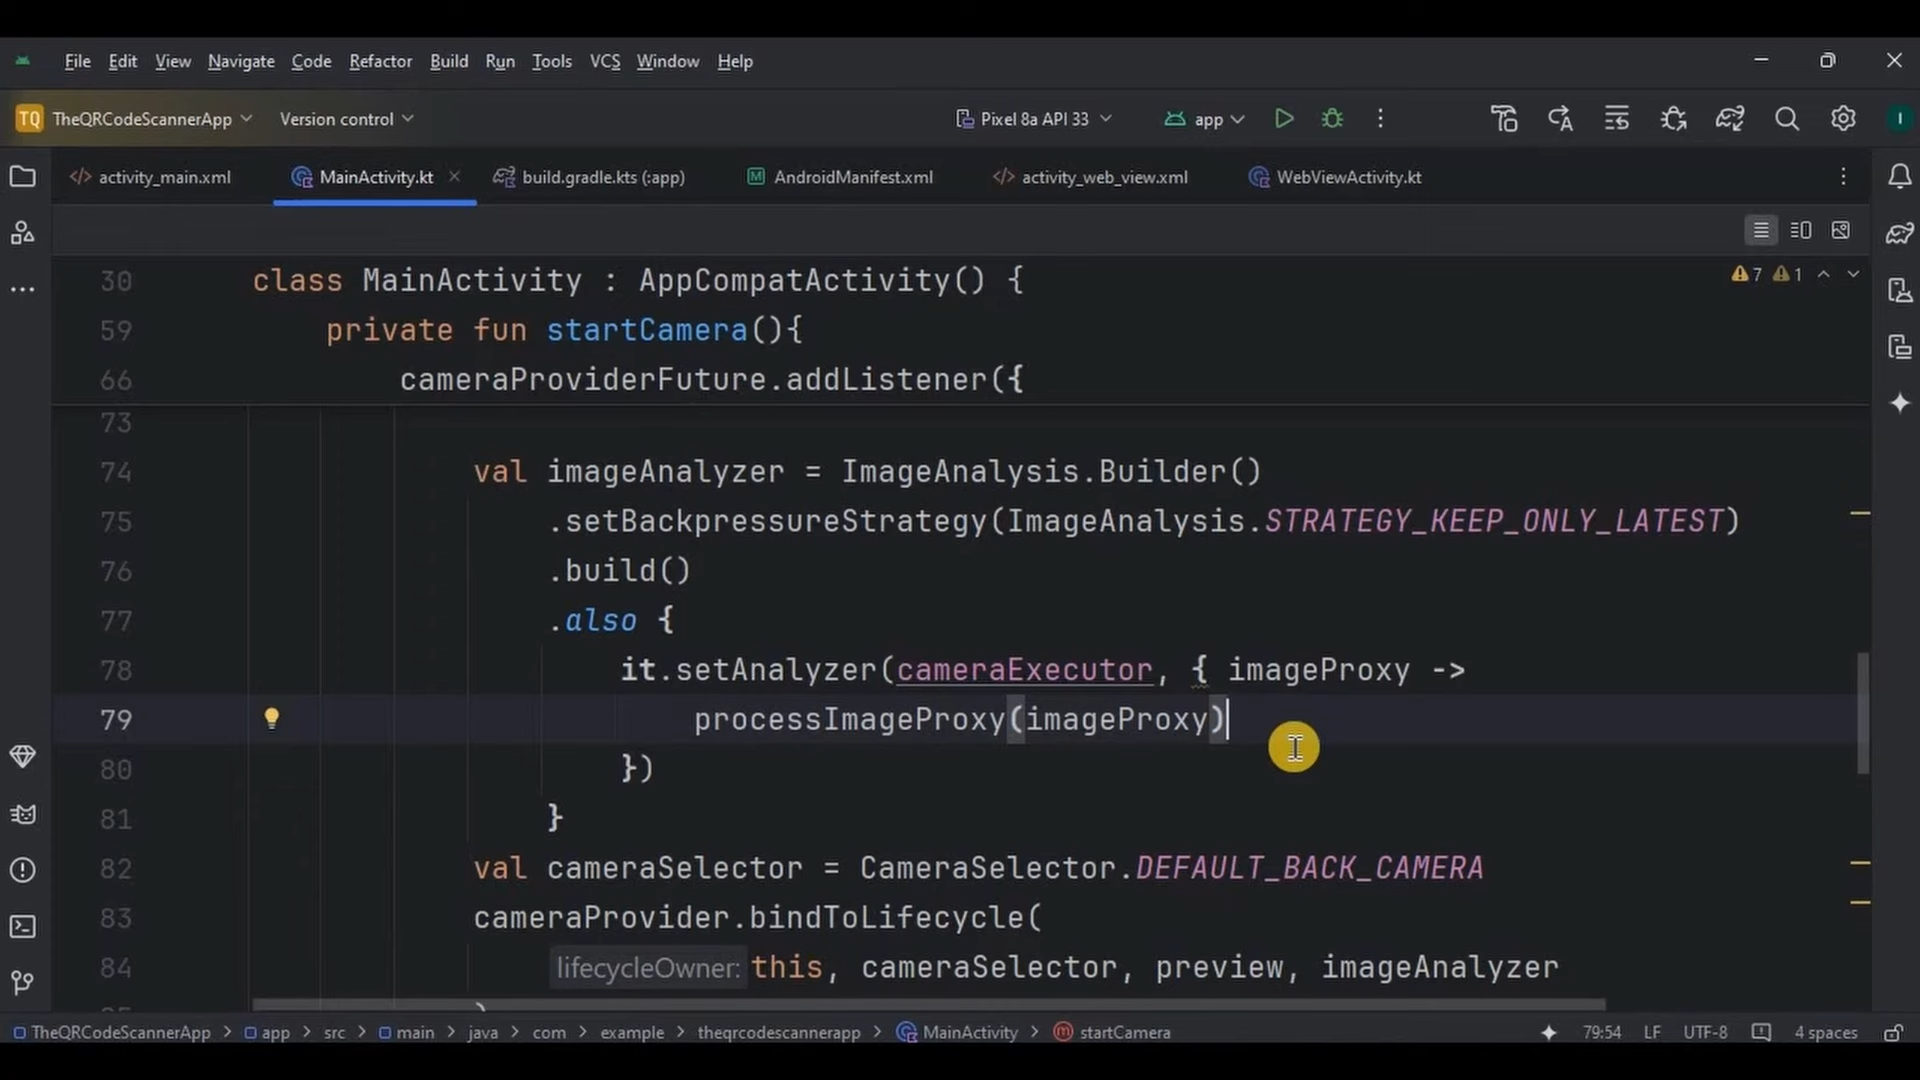 File Edit View Navigate Code Refactor Build Run Tools VCS Window Help
TQ TheQRCodeScannerApp Version control Pixel 8a API 33 app I
</> activity_main.xml MainActivity.kt build.gradle.kts (:app) M AndroidManifest.xml </> activity_web_view.xml WebViewActivity.kt
30 class MainActivity : AppCompatActivity() { 7 1
59 private fun startCamera(){
66 cameraProviderFuture.addListener({
73
74 val imageAnalyzer = ImageAnalysis.Builder()
75 .setBackpressureStrategy(ImageAnalysis.STRATEGY_KEEP_ONLY_LATEST)
76 .build()
77 .also {
78 it.setAnalyzer(cameraExecutor, { imageProxy ->
79 processImageProxy(imageProxy)
80 })
81 }
82 val cameraSelector = CameraSelector.DEFAULT_BACK_CAMERA
83 cameraProvider.bindToLifecycle(
84 lifecycleOwner: this, cameraSelector, preview, imageAnalyzer
)
TheQRCodeScannerApp > app > src > main > java > com > example > theqrcodescannerapp > MainActivity > m startCamera 79:54 LF UTF-8 4 spaces